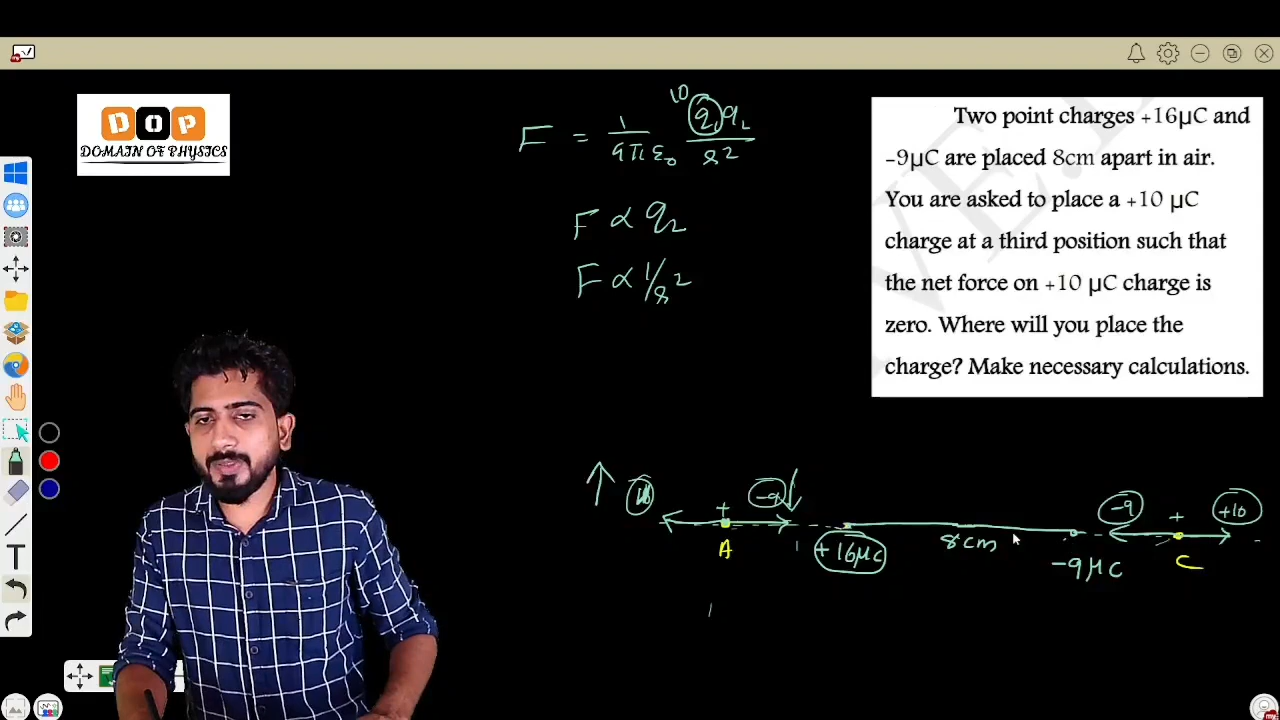 DOP
DOMAIN OF PHYSICS
F = 1/4πε₀ q₁q₂/r²
10
F ∝ q₂
F ∝ 1/r²
Two point charges +16µC and
-9µC are placed 8cm apart in air.
You are asked to place a +10 µC
charge at a third position such that
the net force on +10 µC charge is
zero. Where will you place the
charge? Make necessary calculations.
+ -9 -9 + +10
A +16µC 8cm -9µC C
T